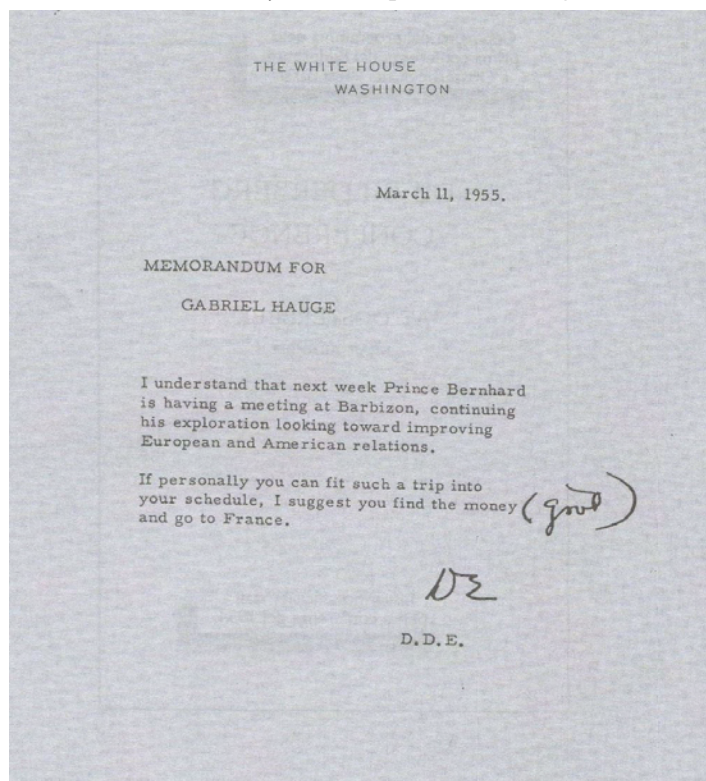 THE WHITE HOUSE
WASHINGTON
March 11, 1955.
MEMORANDUM FOR
GABRIEL HAUGE
I understand that next week Prince Bernhard
is having a meeting at Barbizon, continuing
his exploration looking toward improving
European and American relations.
If personally you can fit such a trip into
your schedule, I suggest you find the money (govt)
and go to France.
DE
D.D.E.